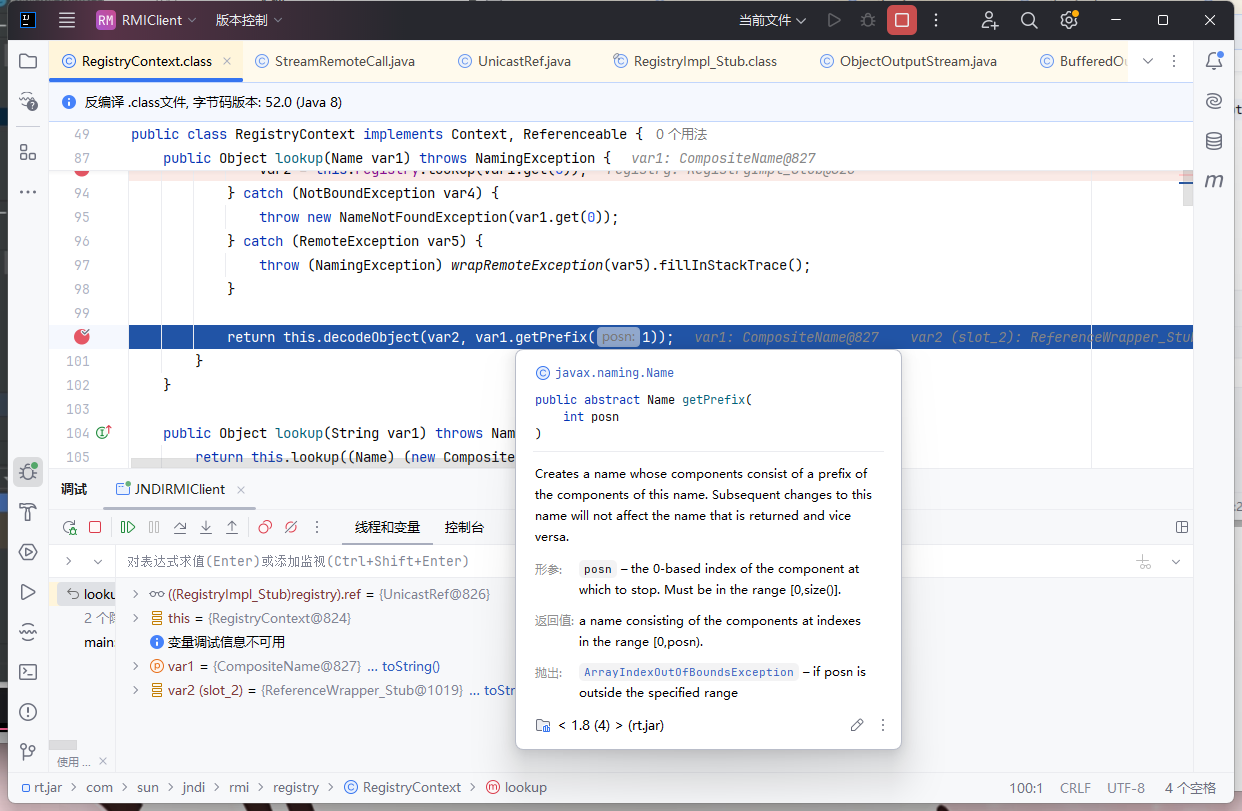 RM RMIClient 版本控制 当前文件
RegistryContext.class StreamRemoteCall.java UnicastRef.java RegistryImpl_Stub.class ObjectOutputStream.java BufferedOu
反编译 .class文件, 字节码版本: 52.0 (Java 8)
49 public class RegistryContext implements Context, Referenceable { 0 个用法
87 public Object lookup(Name var1) throws NamingException { var1: CompositeName@827
var2 = this.registry.lookup(var1.get(0)); registry: RegistryImpl_Stub@826
94 } catch (NotBoundException var4) {
95 throw new NameNotFoundException(var1.get(0));
96 } catch (RemoteException var5) {
97 throw (NamingException) wrapRemoteException(var5).fillInStackTrace();
98 }
99
return this.decodeObject(var2, var1.getPrefix( posn: 1)); var1: CompositeName@827 var2 (slot_2): ReferenceWrapper_Stu
101 }
102 }
103
104 public Object lookup(String var1) throws Nam
105 return this.lookup((Name) (new Composite
javax.naming.Name
public abstract Name getPrefix(
int posn
)
Creates a name whose components consist of a prefix of
the components of this name. Subsequent changes to this
name will not affect the name that is returned and vice
versa.
形参: posn – the 0-based index of the component at
which to stop. Must be in the range [0,size()].
返回值: a name consisting of the components at indexes
in the range [0,posn).
抛出: ArrayIndexOutOfBoundsException – if posn is
outside the specified range
< 1.8 (4) > (rt.jar)
调试 JNDIRMIClient
线程和变量 控制台
对表达式求值(Enter)或添加监视(Ctrl+Shift+Enter)
looku ((RegistryImpl_Stub)registry).ref = {UnicastRef@826}
2 个 this = {RegistryContext@824}
main: 变量调试信息不可用
var1 = {CompositeName@827} ... toString()
var2 (slot_2) = {ReferenceWrapper_Stub@1019} ... toStr
使用 ...
rt.jar com sun jndi rmi registry RegistryContext lookup 100:1 CRLF UTF-8 4 个空格